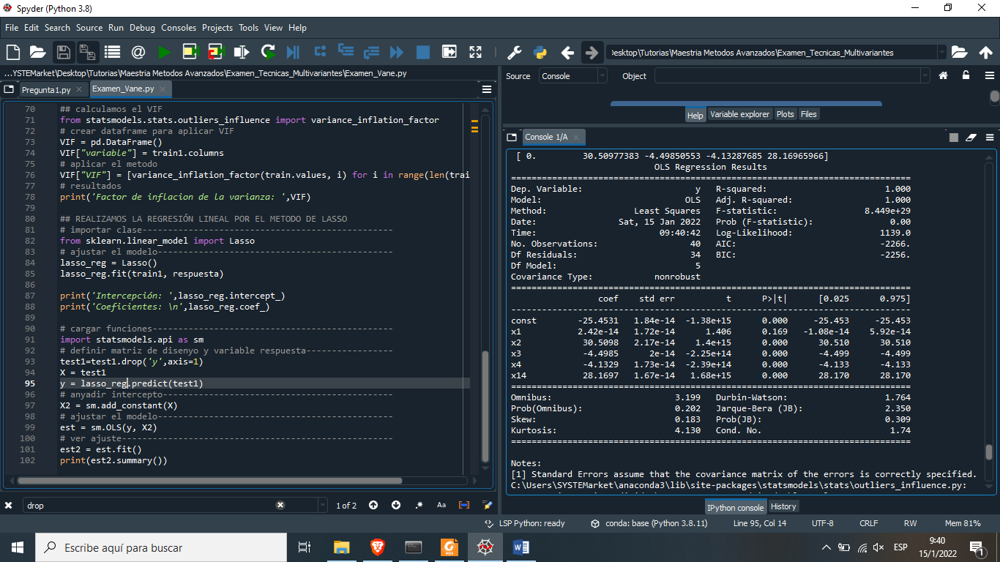 Spyder (Python 3.8)
File Edit Search Source Run Debug Consoles Projects Tools View Help
›esktop\Tutorias\Maestria Metodos Avanzados\Examen_Tecnicas_Multivariantes
...YSTEMarket\Desktop\Tutorias\Maestria Metodos Avanzados\Examen_Tecnicas_Multivariantes\Examen_Vane.py
Pregunta1.py Examen_Vane.py
70 ## calculamos el VIF
71 from statsmodels.stats.outliers_influence import variance_inflation_factor
72 # crear dataframe para aplicar VIF
73 VIF = pd.DataFrame()
74 VIF["variable"] = train1.columns
75 # aplicar el metodo
76 VIF["VIF"] = [variance_inflation_factor(train.values, i) for i in range(len(trai
77 # resultados
78 print('Factor de inflacion de la varianza: ',VIF)
79
80 ## REALIZAMOS LA REGRESIÓN LINEAL POR EL METODO DE LASSO
81 # importar clase-----------------------------------------------
82 from sklearn.linear_model import Lasso
83 # ajustar el modelo-----------------------------------------------
84 lasso_reg = Lasso()
85 lasso_reg.fit(train1, respuesta)
86
87 print('Intercepción: ',lasso_reg.intercept_)
88 print('Coeficientes: \n',lasso_reg.coef_)
89
90 # cargar funciones-----------------------------------------------
91 import statsmodels.api as sm
92 # definir matriz de disenyo y variable respuesta-----------------
93 test1=test1.drop('y',axis=1)
94 X = test1
95 y = lasso_reg.predict(test1)
96 # anyadir intercepto---------------------------------------------
97 X2 = sm.add_constant(X)
98 # ajustar el modelo----------------------------------------------
99 est = sm.OLS(y, X2)
100 # ver ajuste-----------------------------------------------------
101 est2 = est.fit()
102 print(est2.summary())
drop
1 of 2
Aa
Source Console Object
Help Variable explorer Plots Files
Console 1/A
[ 0. 30.50977383 -4.49850553 -4.13287685 28.16965966]
OLS Regression Results
==============================================================================
Dep. Variable: y R-squared: 1.000
Model: OLS Adj. R-squared: 1.000
Method: Least Squares F-statistic: 8.449e+29
Date: Sat, 15 Jan 2022 Prob (F-statistic): 0.00
Time: 09:40:42 Log-Likelihood: 1139.0
No. Observations: 40 AIC: -2266.
Df Residuals: 34 BIC: -2256.
Df Model: 5
Covariance Type: nonrobust
==============================================================================
coef std err t P>|t| [0.025 0.975]
------------------------------------------------------------------------------
const -25.4531 1.84e-14 -1.38e+15 0.000 -25.453 -25.453
x1 2.42e-14 1.72e-14 1.406 0.169 -1.08e-14 5.92e-14
x2 30.5098 2.17e-14 1.4e+15 0.000 30.510 30.510
x3 -4.4985 2e-14 -2.25e+14 0.000 -4.499 -4.499
x4 -4.1329 1.73e-14 -2.39e+14 0.000 -4.133 -4.133
x14 28.1697 1.67e-14 1.68e+15 0.000 28.170 28.170
==============================================================================
Omnibus: 3.199 Durbin-Watson: 1.764
Prob(Omnibus): 0.202 Jarque-Bera (JB): 2.350
Skew: 0.183 Prob(JB): 0.309
Kurtosis: 4.130 Cond. No. 1.74
==============================================================================
Notes:
[1] Standard Errors assume that the covariance matrix of the errors is correctly specified.
C:\Users\SYSTEMarket\anaconda3\lib\site-packages\statsmodels\stats\outliers_influence.py:
IPython console History
LSP Python: ready conda: base (Python 3.8.11) Line 95, Col 14 UTF-8 CRLF RW Mem 81%
Escribe aquí para buscar
ESP
9:40
15/1/2022
1